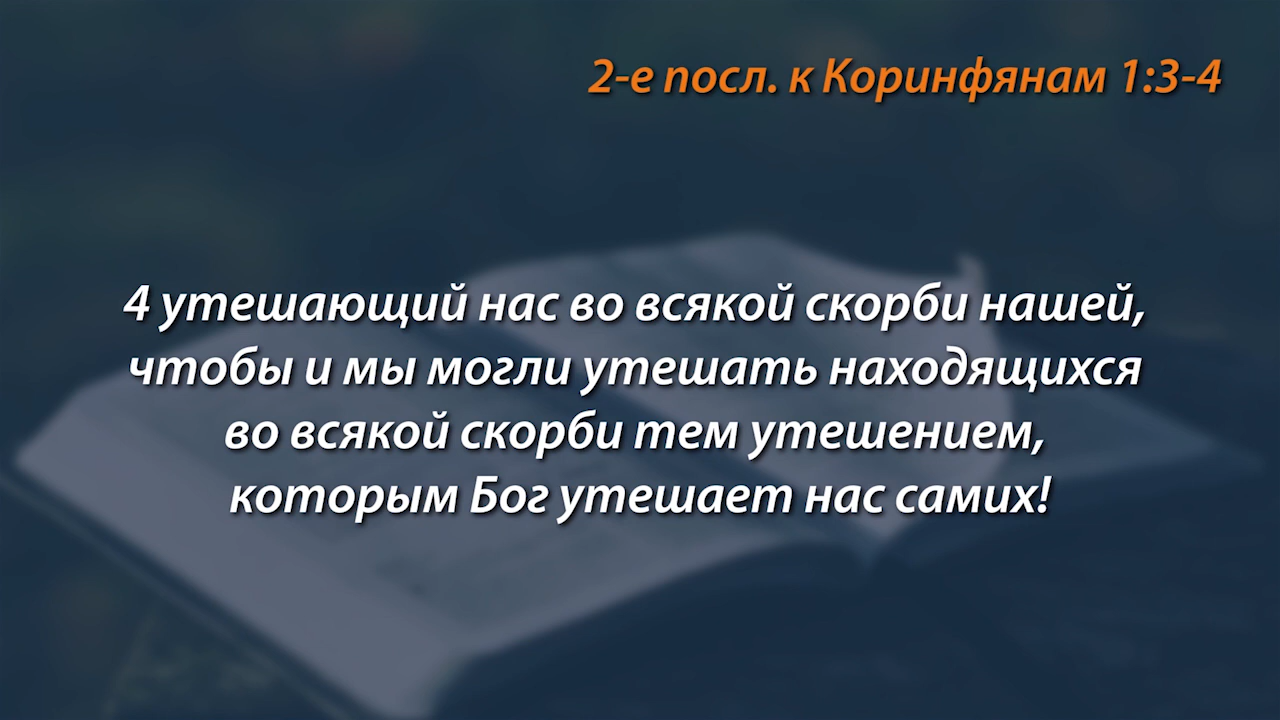 2-е посл. к Коринфянам 1:3-4
4 утешающий нас во всякой скорби нашей,
чтобы и мы могли утешать находящихся
во всякой скорби тем утешением,
которым Бог утешает нас самих!